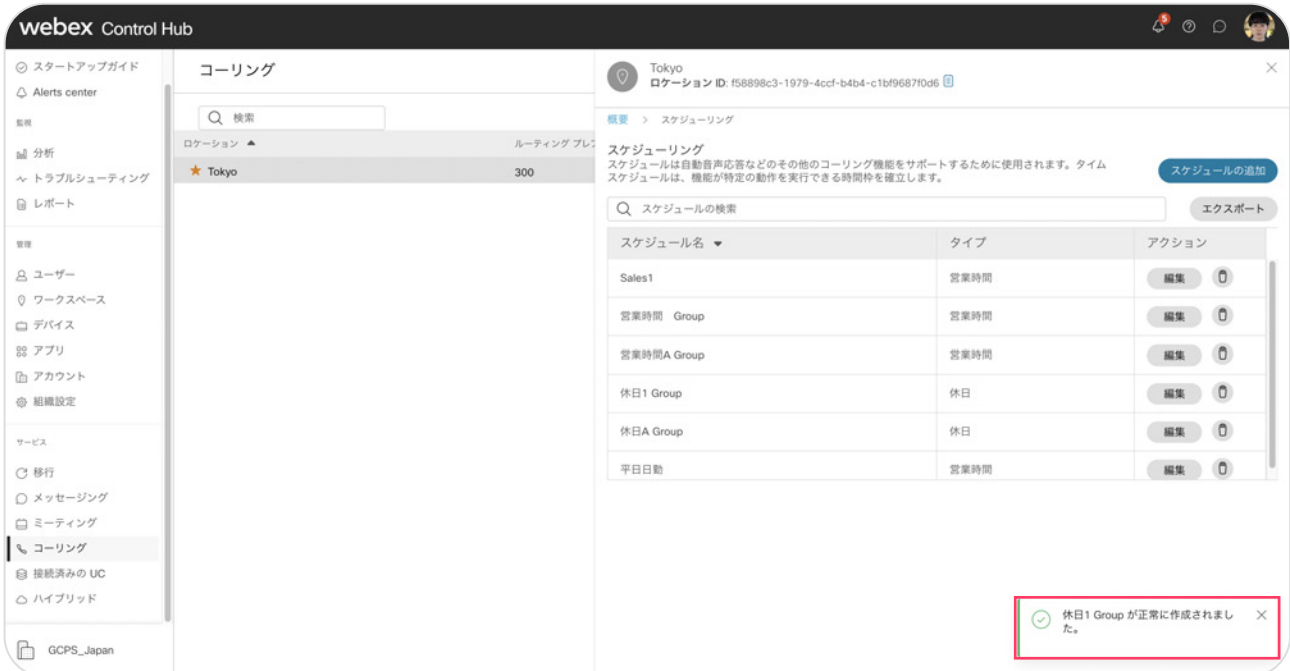 webex Control Hub
5
スタートアップガイド
Alerts center
監視
分析
トラブルシューティング
レポート
管理
ユーザー
ワークスペース
デバイス
アプリ
アカウント
組織設定
サービス
移行
メッセージング
ミーティング
コーリング
接続済みの UC
ハイブリッド
GCPS_Japan
コーリング
検索
ロケーション ルーティング プレフ
Tokyo 300
Tokyo
ロケーション ID: f58898c3-1979-4ccf-b4b4-c1bf9687f0d6
概要 > スケジューリング
スケジューリング
スケジュールは自動音声応答などのその他のコーリング機能をサポートするために使用されます。タイム
スケジュールは、機能が特定の動作を実行できる時間枠を確立します。
スケジュールの追加
スケジュールの検索
エクスポート
スケジュール名 タイプ アクション
Sales1 営業時間 編集
営業時間　Group 営業時間 編集
営業時間A Group 営業時間 編集
休日1 Group 休日 編集
休日A Group 休日 編集
平日日勤 営業時間 編集
休日1 Group が正常に作成されまし
た。